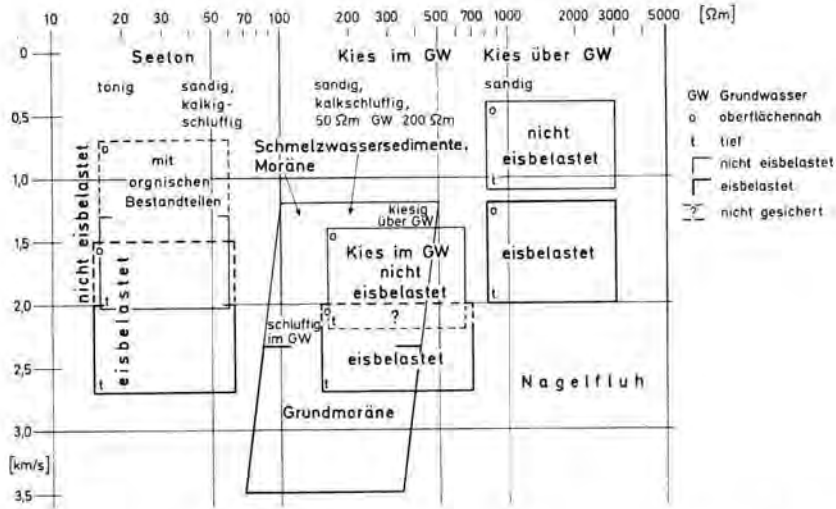 10 20 30 50 70 100 200 300 500 700 1000 2000 3000 5000 [Ωm]
0
Seeton
Kies im GW
Kies über GW
tonig
sandig,
kalkig-
schluffig
sandig,
kalkschluffig,
50 Ωm GW 200 Ωm
sandig
0,5
o
mit
orgnischen
Bestandteilen
nicht eisbelastet
Schmelzwassersedimente,
Moräne
o
nicht
eisbelastet
t
1,0
kiesig
über GW
o
eisbelastet
t
1,5
o
t
eisbelastet
t
o
Kies im GW
nicht
eisbelastet
2,0
o
t
?
schluffig
im GW
eisbelastet
t
2,5
Nagelfluh
Grundmoräne
3,0
[km/s]
3,5
GW Grundwasser
o oberflächennah
t tief
nicht eisbelastet
eisbelastet
? nicht gesichert